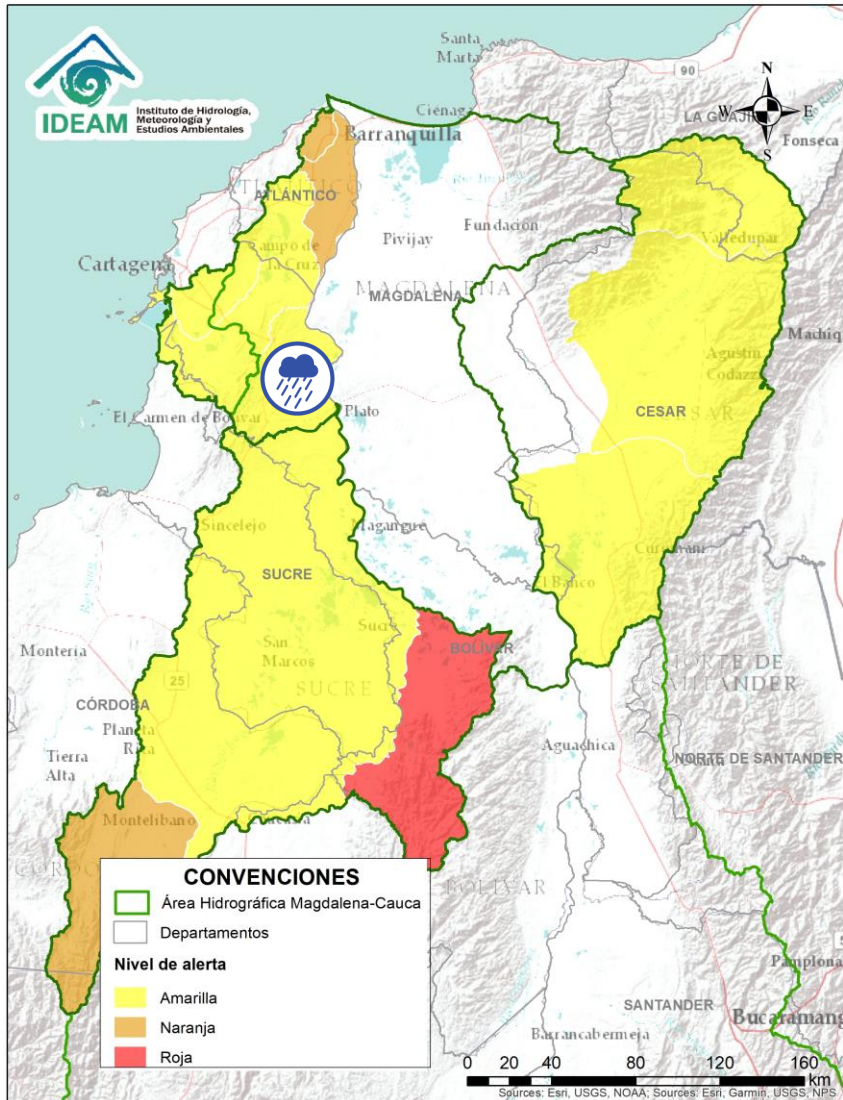 IDEAM
Instituto de Hidrología,
Meteorología y
Estudios Ambientales
Santa
Marta
90
N
W
E
S
LA GUAJIRA
Fonseca
Ciénaga
Barranquilla
ATLÁNTICO
Fundación
Pivijay
Valledupar
Campo de
la Cruz
Cartagena
MAGDALENA
MAGDALENA
Agustín
Codazzi
El Carmen de Bolívar
Plato
CESAR
Sincelejo
Magangue
SUCRE
El Banco
Sucre
BOLÍVAR
Montería
San
Marcos
25
SUCRE
NORTE DE
SANTANDER
CÓRDOBA
Planeta
Rica
Aguachica
NORTE DE SANTANDER
Tierra
Alta
Montelibano
BOLÍVAR
CONVENCIONES
Área Hidrográfica Magdalena-Cauca
Departamentos
Nivel de alerta
Amarilla
Naranja
Roja
Pamplona
SANTANDER
Bucaramang
Barrancabermeja
0 20 40 80 120 160
Km
Sources: Esri, USGS, NOAA; Sources: Esri, Garmin, USGS, NPS